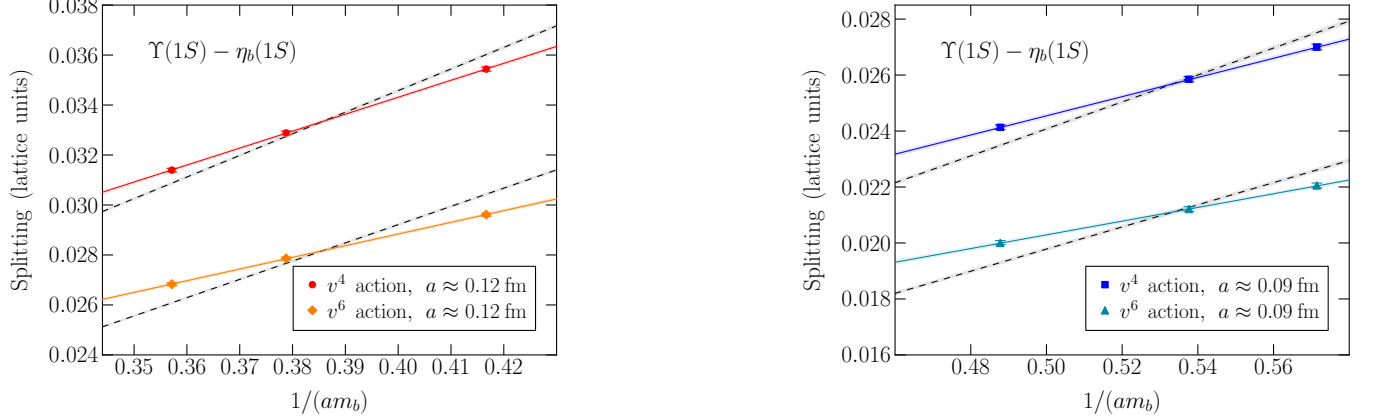 Splitting (lattice units)
0.038
0.036
0.034
0.032
0.030
0.028
0.026
0.024
Υ(1S) − η_b(1S)
v⁴ action, a ≈ 0.12 fm
v⁶ action, a ≈ 0.12 fm
0.35 0.36 0.37 0.38 0.39 0.40 0.41 0.42
1/(am_b)
Splitting (lattice units)
0.028
0.026
0.024
0.022
0.020
0.018
0.016
Υ(1S) − η_b(1S)
v⁴ action, a ≈ 0.09 fm
v⁶ action, a ≈ 0.09 fm
0.48 0.50 0.52 0.54 0.56
1/(am_b)